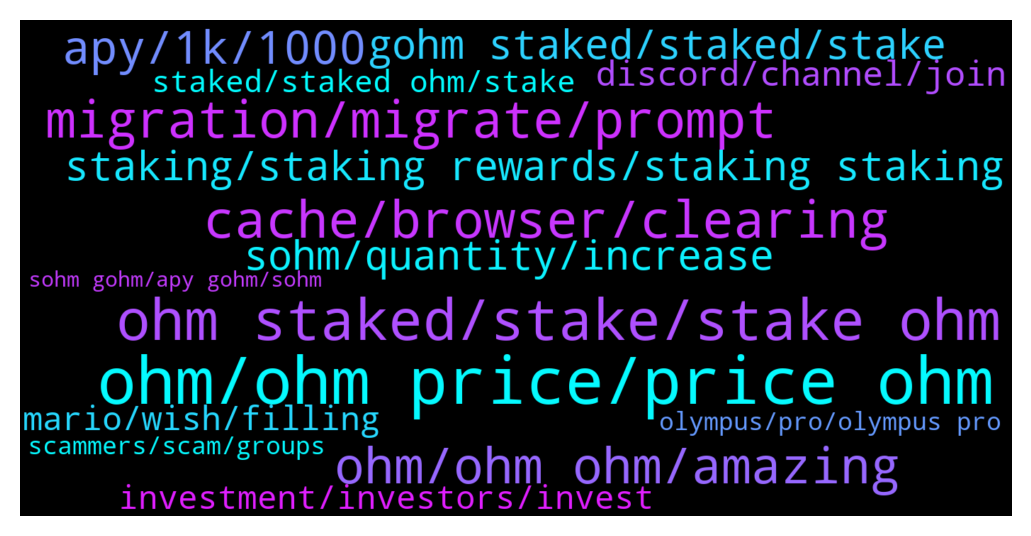 apy/1k/1000
gohm staked/staked/stake
staked/staked ohm/stake
discord/channel/join
migration/migrate/prompt
staking/staking rewards/staking staking
cache/browser/clearing
sohm/quantity/increase
sohm gohm/apy gohm/sohm
ohm staked/stake/stake ohm
ohm/ohm price/price ohm
mario/wish/filling
olympus/pro/olympus pro
scammers/scam/groups
ohm/ohm ohm/amazing
investment/investors/invest